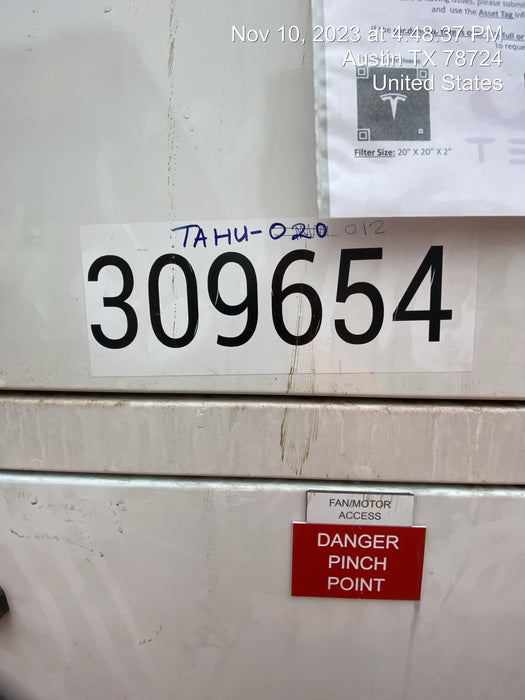 Nov 10, 2023 at 4:48:37 PM
Austin TX 78724
United States
and use the Asset Tag
Filter Size: 20" X 20" X 2"
TAHU-020 012
309654
FAN/MOTOR
ACCESS
DANGER
PINCH
POINT